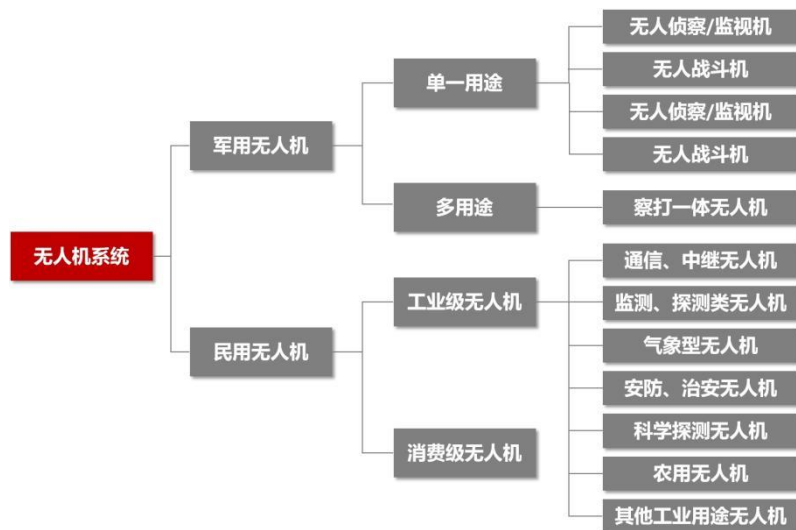 无人机系统
军用无人机
单一用途
无人侦察/监视机
无人战斗机
无人侦察/监视机
无人战斗机
多用途
察打一体无人机
民用无人机
工业级无人机
通信、中继无人机
监测、探测类无人机
气象型无人机
安防、治安无人机
科学探测无人机
农用无人机
其他工业用途无人机
消费级无人机